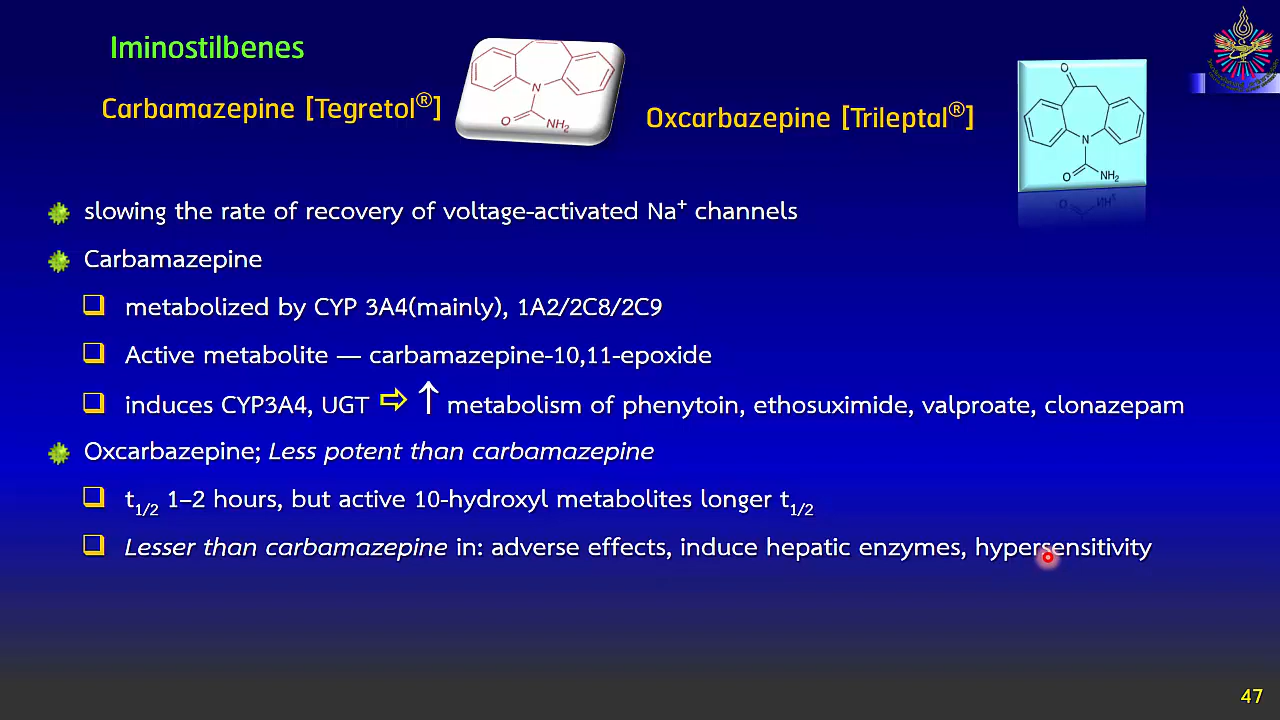 Iminostilbenes
Carbamazepine [Tegretol®]
N
O
NH2
Oxcarbazepine [Trileptal®]
O
N
O
NH2
slowing the rate of recovery of voltage-activated Na+ channels
Carbamazepine
metabolized by CYP 3A4(mainly), 1A2/2C8/2C9
Active metabolite — carbamazepine-10,11-epoxide
induces CYP3A4, UGT ⇨ ↑ metabolism of phenytoin, ethosuximide, valproate, clonazepam
Oxcarbazepine; Less potent than carbamazepine
t1/2 1–2 hours, but active 10-hydroxyl metabolites longer t1/2
Lesser than carbamazepine in: adverse effects, induce hepatic enzymes, hypersensitivity
47